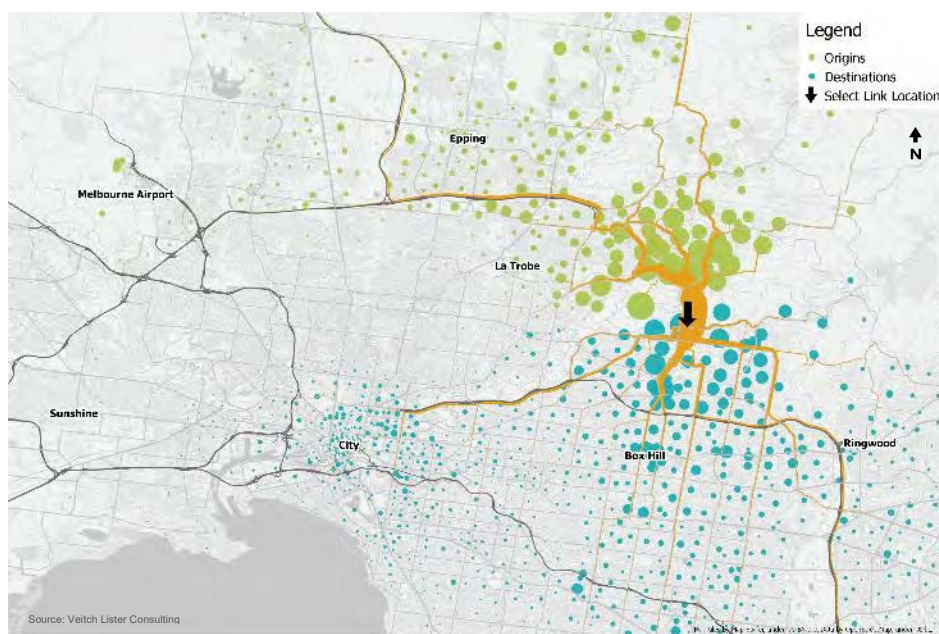 Legend
Origins
Destinations
Select Link Location
N
Epping
Melbourne Airport
La Trobe
Sunshine
City
Box Hill
Ringwood
Source: Veitch Lister Consulting